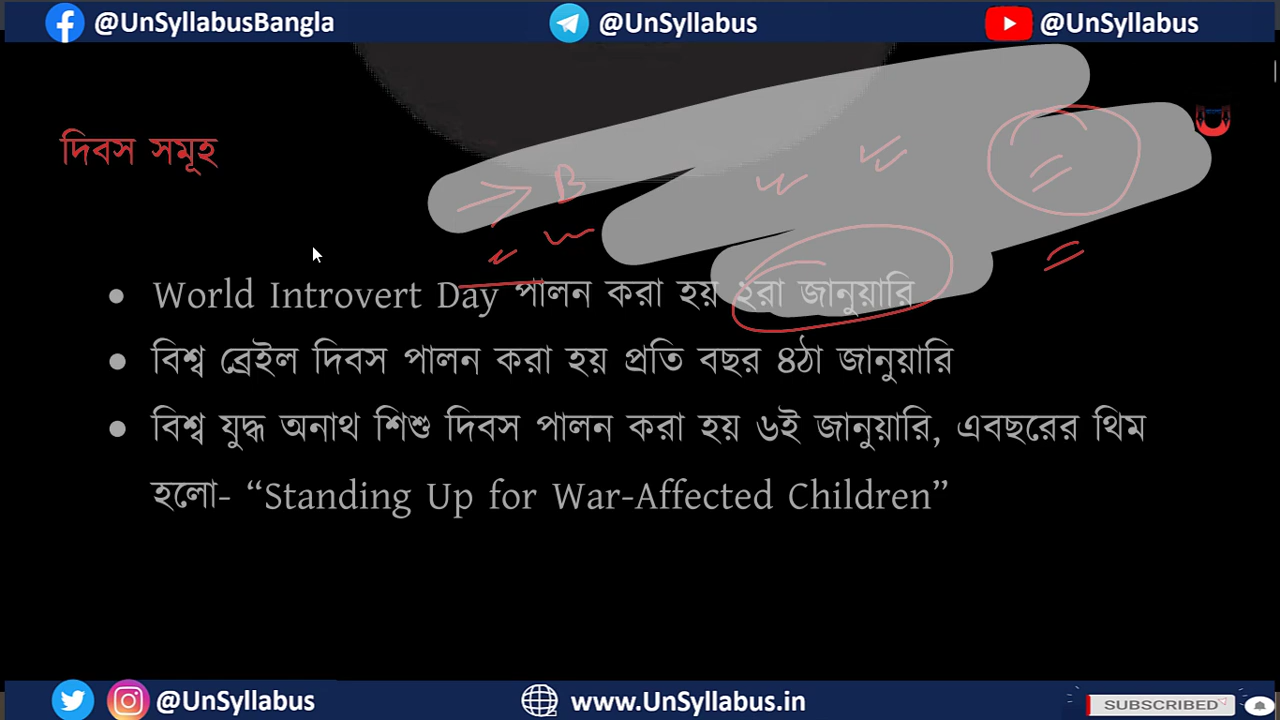 @UnSyllabusBangla @UnSyllabus @UnSyllabus
দিবস সমূহ
B
• World Introvert Day পালন করা হয় ২রা জানুয়ারি
• বিশ্ব ব্রেইল দিবস পালন করা হয় প্রতি বছর ৪ঠা জানুয়ারি
• বিশ্ব যুদ্ধ অনাথ শিশু দিবস পালন করা হয় ৬ই জানুয়ারি, এবছরের থিম
হলো- “Standing Up for War-Affected Children”
@UnSyllabus www.UnSyllabus.in SUBSCRIBED